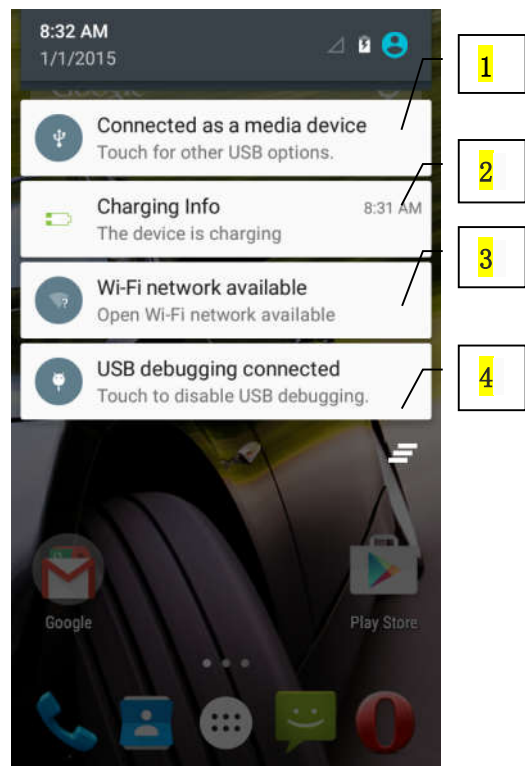 8:32 AM
1/1/2015
Google
Connected as a media device
Touch for other USB options.
1
Charging Info
8:31 AM
The device is charging
2
Wi-Fi network available
Open Wi-Fi network available
3
USB debugging connected
Touch to disable USB debugging.
4
Google
Play Store